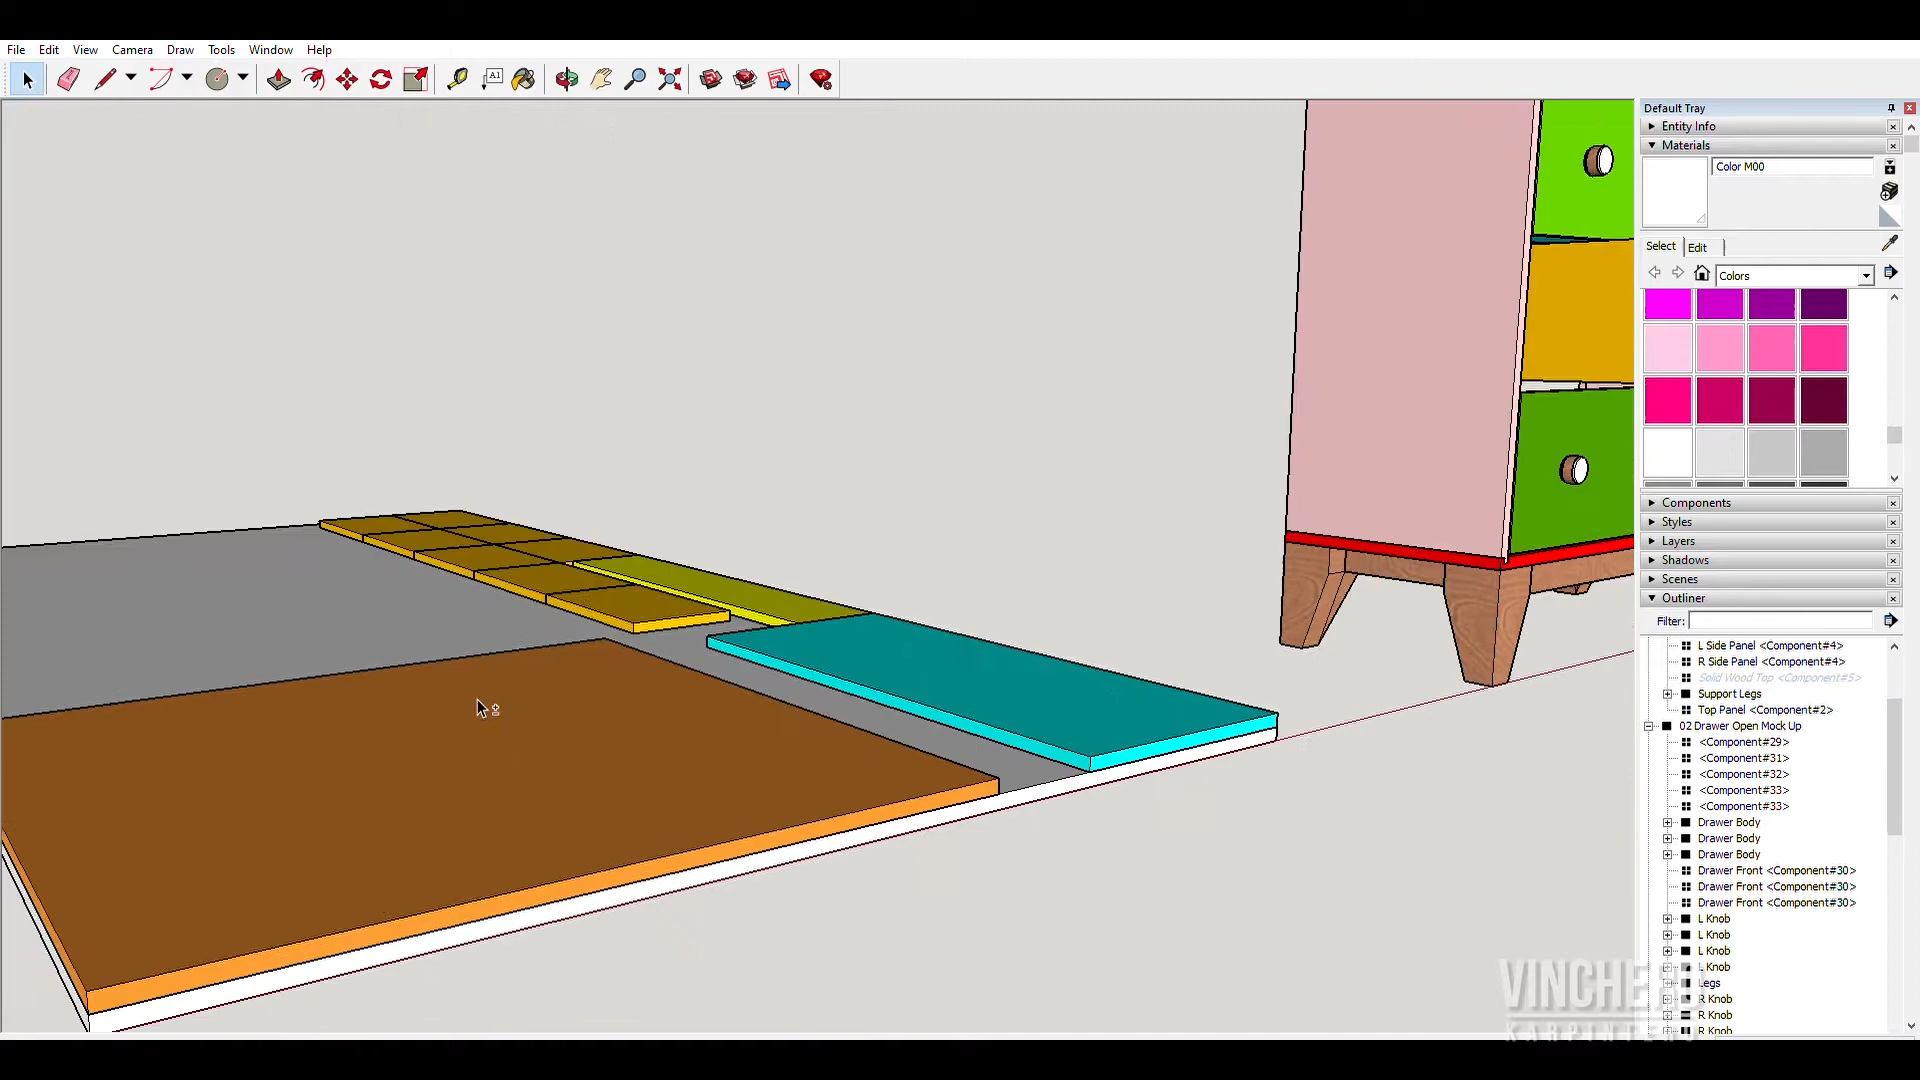 File Edit View Camera Draw Tools Window Help
A1
Default Tray
Entity Info
Materials
Color M00
Select Edit
Colors
Components
Styles
Layers
Shadows
Scenes
Outliner
Filter:
L Side Panel <Component#4>
R Side Panel <Component#4>
Solid Wood Top <Component#5>
Support Legs
Top Panel <Component#2>
02 Drawer Open Mock Up
<Component#29>
<Component#31>
<Component#32>
<Component#33>
<Component#33>
Drawer Body
Drawer Body
Drawer Body
Drawer Front <Component#30>
Drawer Front <Component#30>
Drawer Front <Component#30>
L Knob
L Knob
L Knob
L Knob
Legs
R Knob
R Knob
R Knob
VINCHERD
KARPINTERO